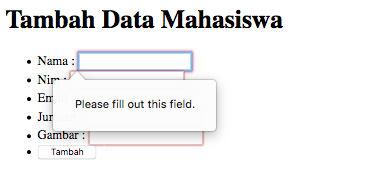 Tambah Data Mahasiswa
Nama :
Nim :
Please fill out this field.
Gambar :
Tambah